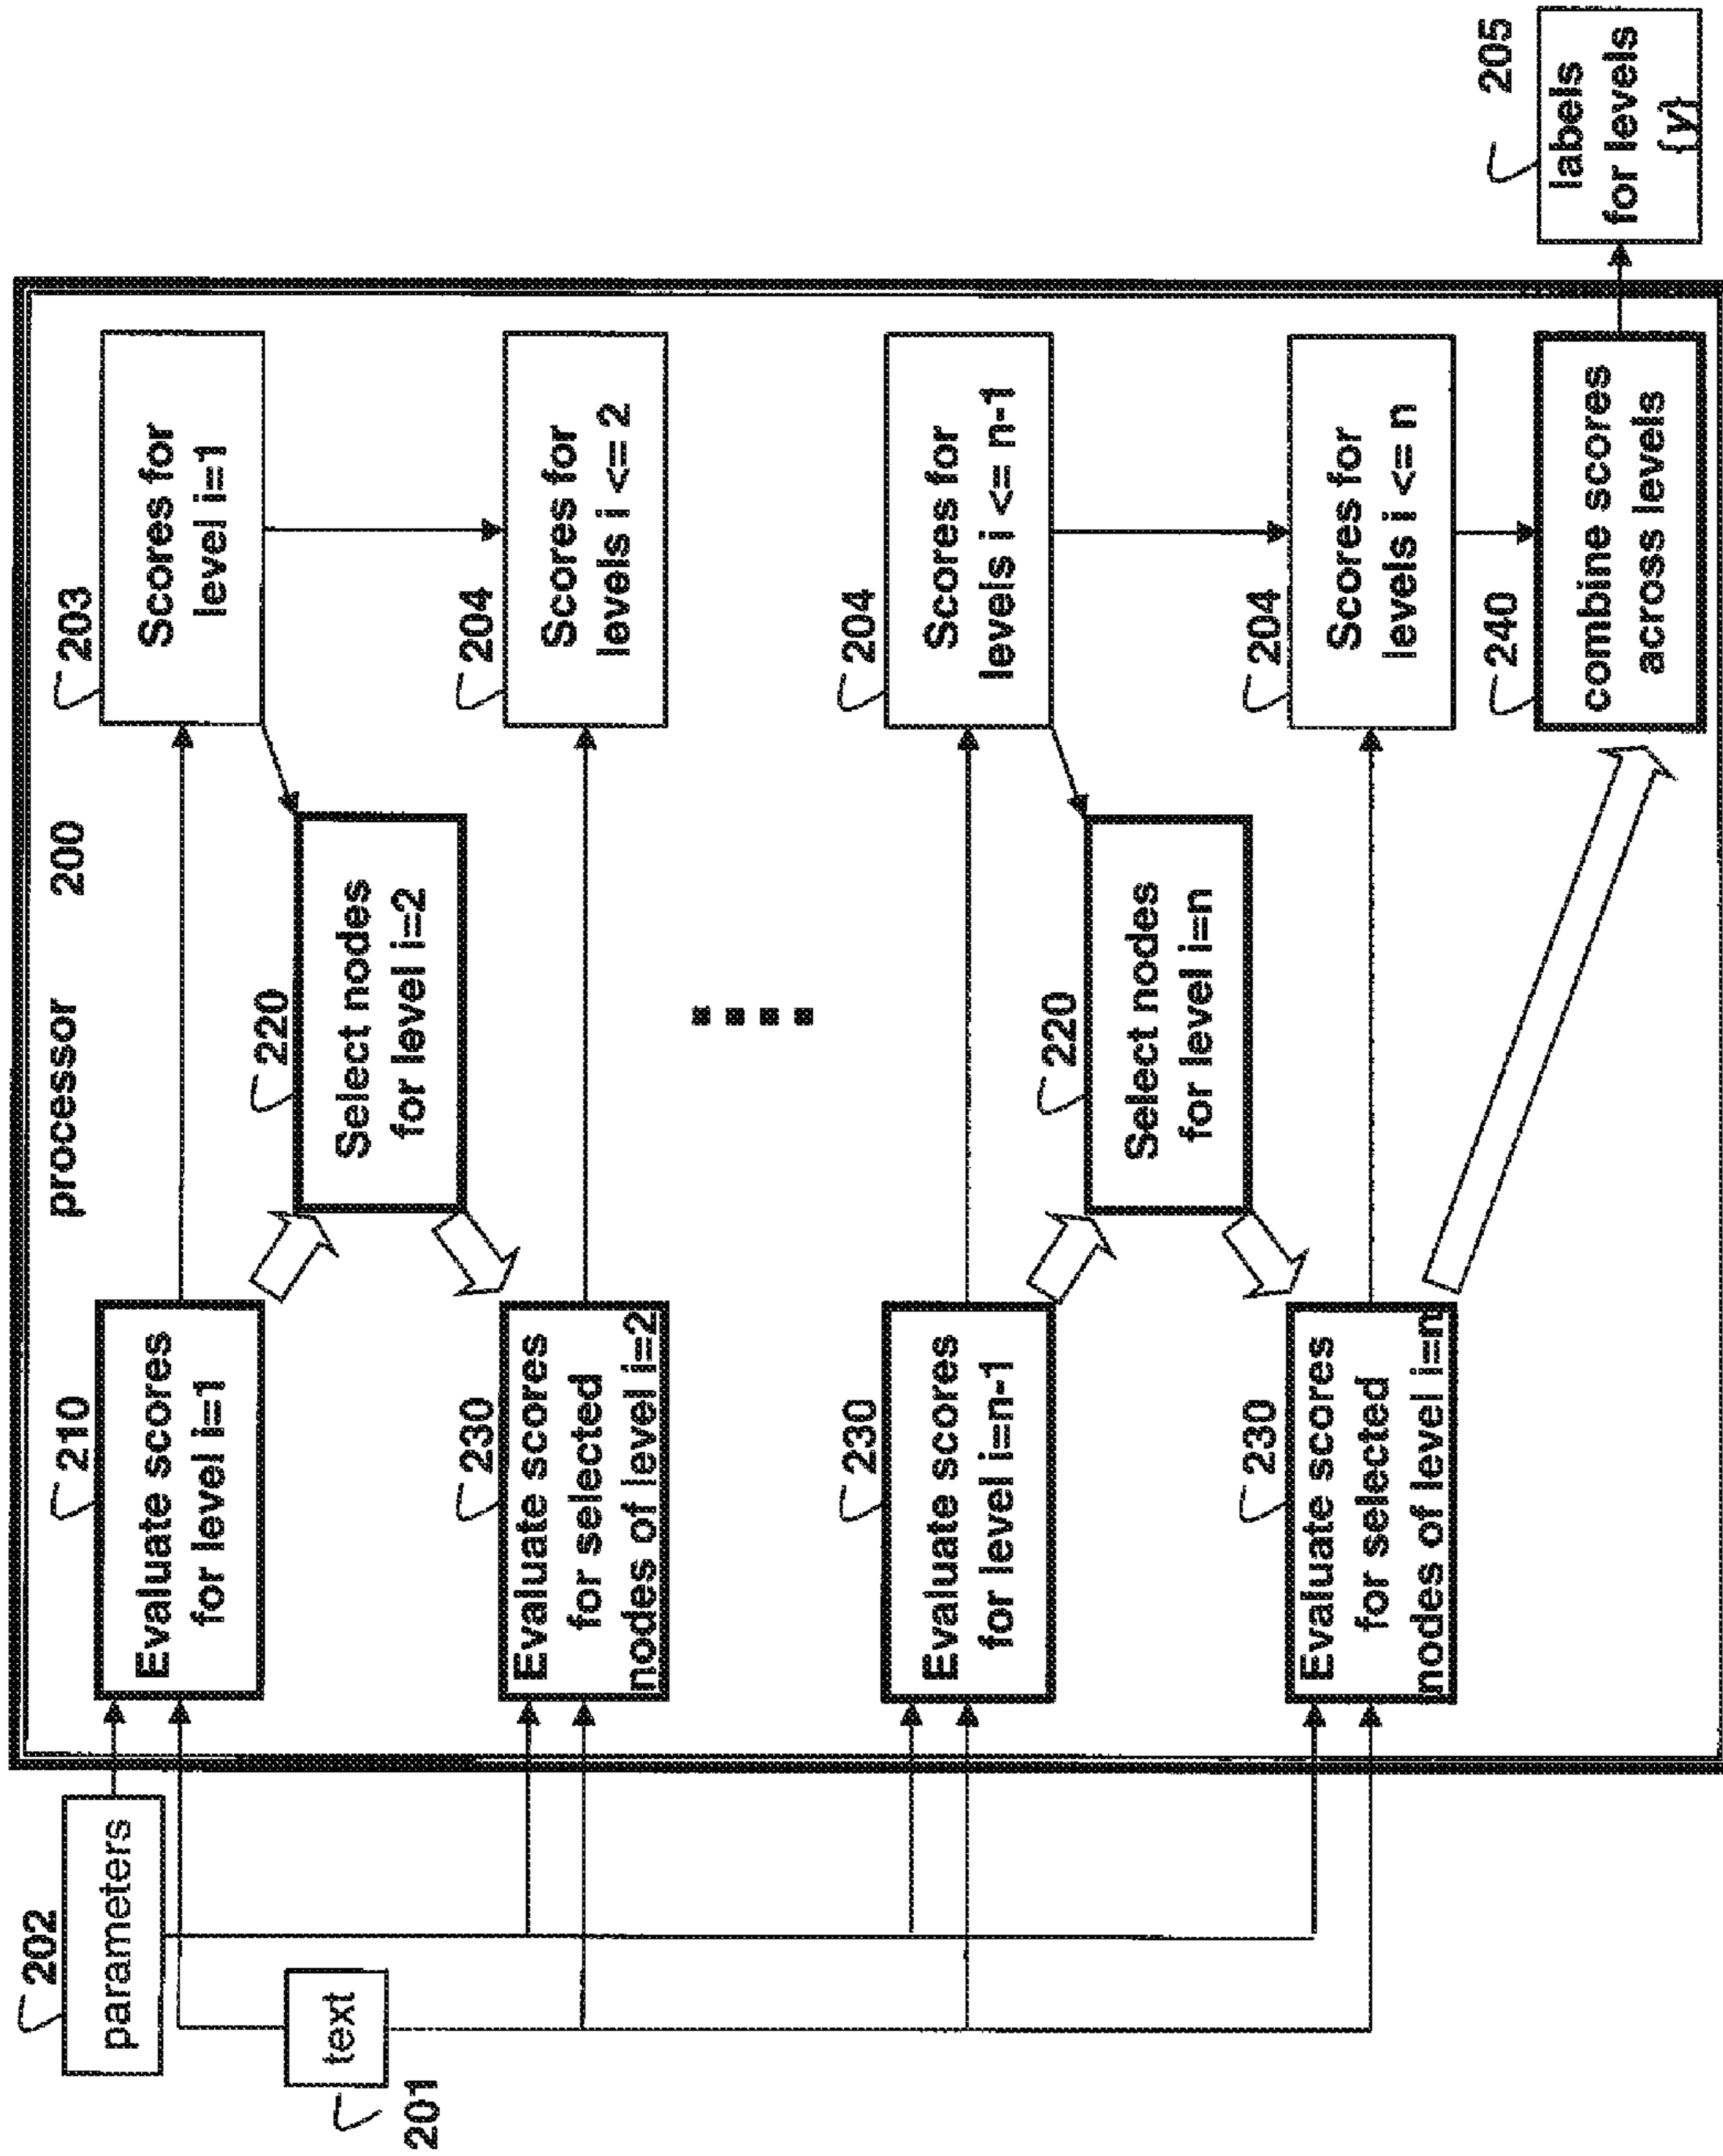 202
parameters
text
201
processor 200
210
Evaluate scores
for level i=1
203
Scores for
level i=1
220
Select nodes
for level i=2
230
Evaluate scores
for selected
nodes of level i=2
204
Scores for
levels i <= 2
230
Evaluate scores
for level i=n-1
204
Scores for
levels i <= n-1
220
Select nodes
for level i=n
230
Evaluate scores
for selected
nodes of level i=n
204
Scores for
levels i <= n
240
combine scores
across levels
205
labels
for levels
{y}